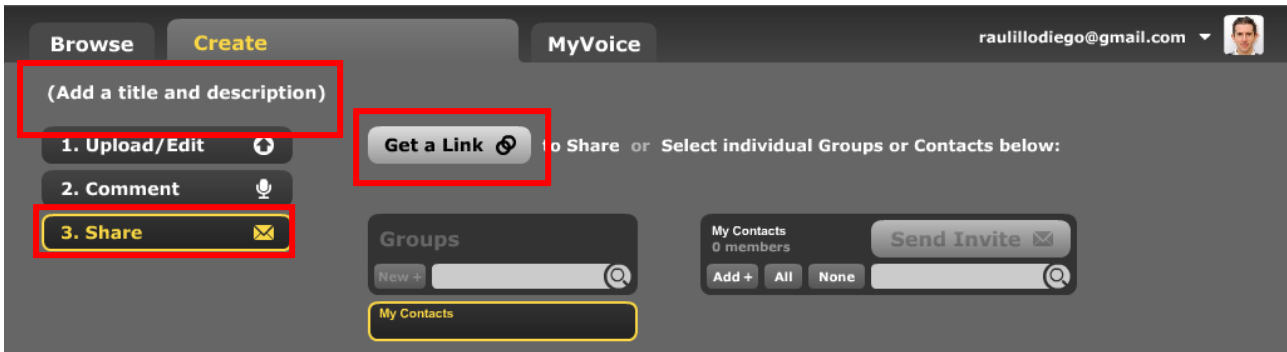 Browse
Create
MyVoice
raulillodiego@gmail.com
(Add a title and description)
1. Upload/Edit
Get a Link to Share or Select individual Groups or Contacts below:
2. Comment
3. Share
Groups
New +
My Contacts
My Contacts
0 members
Send Invite
Add + All None